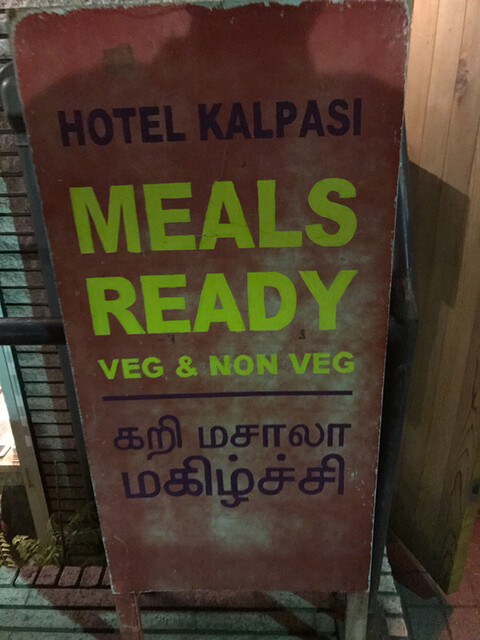 HOTEL KALPASI
MEALS
READY
VEG & NON VEG
கறி மசாலா
மகிழ்ச்சி